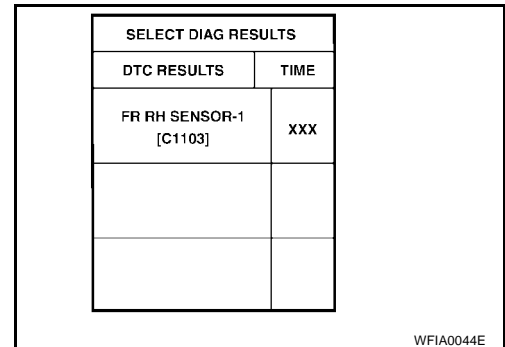 SELECT DIAG RESULTS
DTC RESULTS TIME
FR RH SENSOR-1 XXX
[C1103]
WFIA0044E